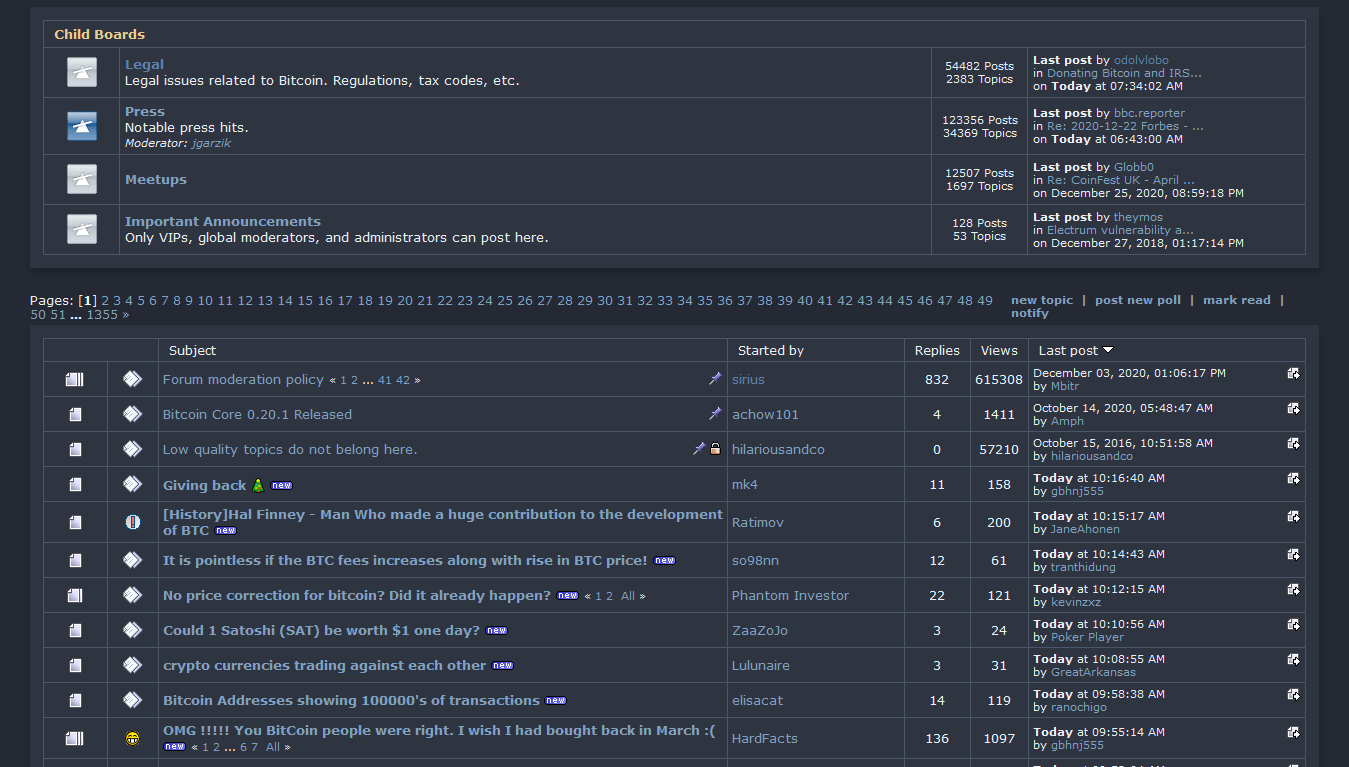 Child Boards
Legal
Legal issues related to Bitcoin. Regulations, tax codes, etc.
54482 Posts
2383 Topics
Last post by odolvlobo
in Donating Bitcoin and IRS...
on Today at 07:34:02 AM
Press
Notable press hits.
Moderator: jgarzik
123356 Posts
34369 Topics
Last post by bbc.reporter
in Re: 2020-12-22 Forbes - ...
on Today at 06:43:00 AM
Meetups
12507 Posts
1697 Topics
Last post by Globb0
in Re: CoinFest UK - April ...
on December 25, 2020, 08:59:18 PM
Important Announcements
Only VIPs, global moderators, and administrators can post here.
128 Posts
53 Topics
Last post by theymos
in Electrum vulnerability a...
on December 27, 2018, 01:17:14 PM
Pages: [1] 2 3 4 5 6 7 8 9 10 11 12 13 14 15 16 17 18 19 20 21 22 23 24 25 26 27 28 29 30 31 32 33 34 35 36 37 38 39 40 41 42 43 44 45 46 47 48 49
50 51 ... 1355 »
new topic | post new poll | mark read |
notify
Subject Started by Replies Views Last post
Forum moderation policy « 1 2 ... 41 42 » sirius 832 615308
December 03, 2020, 01:06:17 PM
by Mbitr
Bitcoin Core 0.20.1 Released achow101 4 1411
October 14, 2020, 05:48:47 AM
by Amph
Low quality topics do not belong here. hilariousandco 0 57210
October 15, 2016, 10:51:58 AM
by hilariousandco
Giving back new mk4 11 158
Today at 10:16:40 AM
by gbhnj555
[History]Hal Finney - Man Who made a huge contribution to the development
of BTC new
Ratimov 6 200
Today at 10:15:17 AM
by JaneAhonen
It is pointless if the BTC fees increases along with rise in BTC price! new so98nn 12 61
Today at 10:14:43 AM
by tranthidung
No price correction for bitcoin? Did it already happen? new « 1 2 All » Phantom Investor 22 121
Today at 10:12:15 AM
by kevinzxz
Could 1 Satoshi (SAT) be worth $1 one day? new ZaaZoJo 3 24
Today at 10:10:56 AM
by Poker Player
crypto currencies trading against each other new Lulunaire 3 31
Today at 10:08:55 AM
by GreatArkansas
Bitcoin Addresses showing 100000's of transactions new elisacat 14 119
Today at 09:58:38 AM
by ranochigo
OMG !!!!! You BitCoin people were right. I wish I had bought back in March :(
new « 1 2 ... 6 7 All »
HardFacts 136 1097
Today at 09:55:14 AM
by gbhnj555